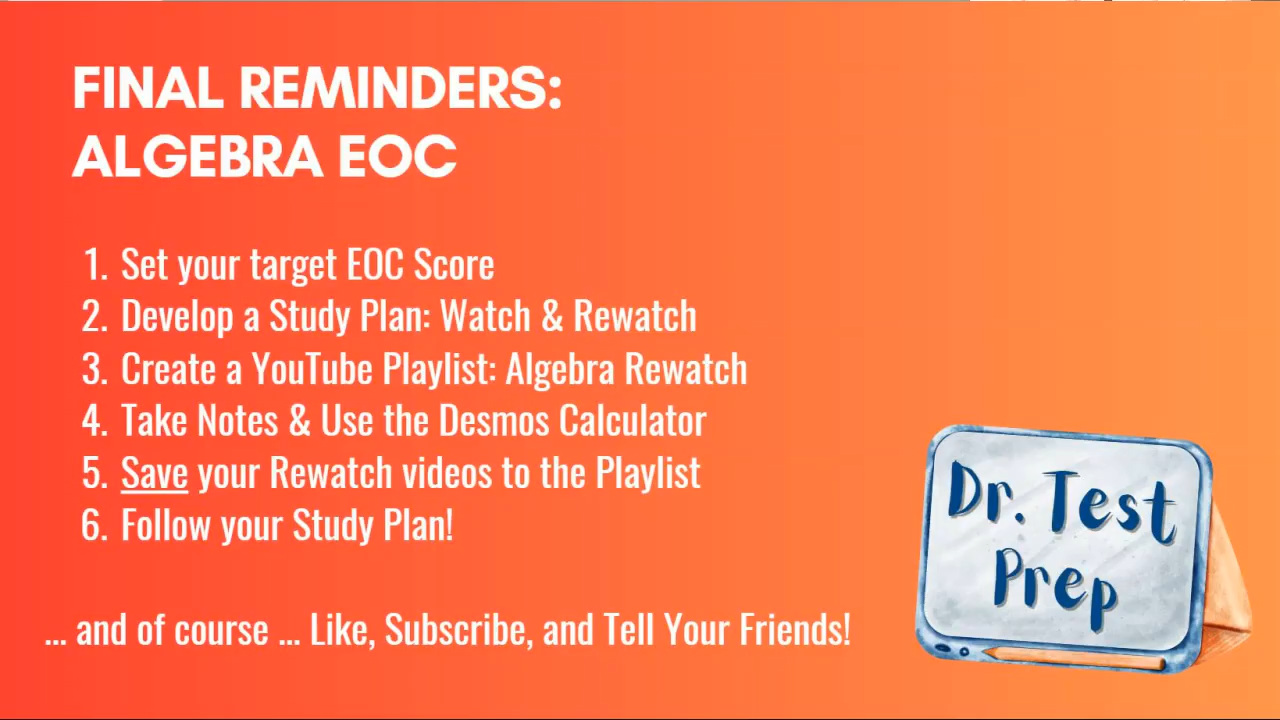 FINAL REMINDERS:
ALGEBRA EOC
1. Set your target EOC Score
2. Develop a Study Plan: Watch & Rewatch
3. Create a YouTube Playlist: Algebra Rewatch
4. Take Notes & Use the Desmos Calculator
5. Save your Rewatch videos to the Playlist
6. Follow your Study Plan!
... and of course ... Like, Subscribe, and Tell Your Friends!
Dr. Test
Prep